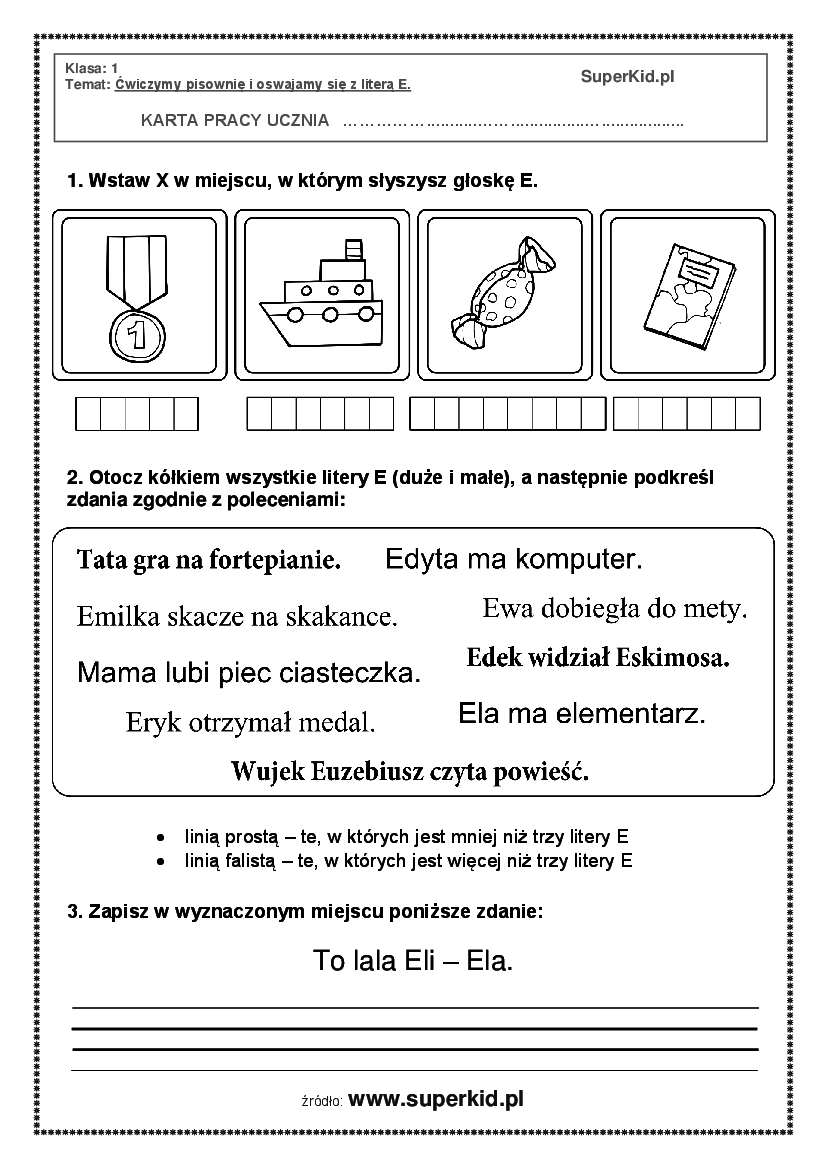 Klasa: 1
Temat: Ćwiczymy pisownię i oswajamy się z literą E.
SuperKid.pl
KARTA PRACY UCZNIA ……………...........……...............…….................
1. Wstaw X w miejscu, w którym słyszysz głoskę E.
1
2. Otocz kółkiem wszystkie litery E (duże i małe), a następnie podkreśl
zdania zgodnie z poleceniami:
Tata gra na fortepianie. Edyta ma komputer.
Emilka skacze na skakance. Ewa dobiegła do mety.
Mama lubi piec ciasteczka. Edek widział Eskimosa.
Eryk otrzymał medal. Ela ma elementarz.
Wujek Euzebiusz czyta powieść.
• linią prostą – te, w których jest mniej niż trzy litery E
• linią falistą – te, w których jest więcej niż trzy litery E
3. Zapisz w wyznaczonym miejscu poniższe zdanie:
To lala Eli – Ela.
źródło: www.superkid.pl